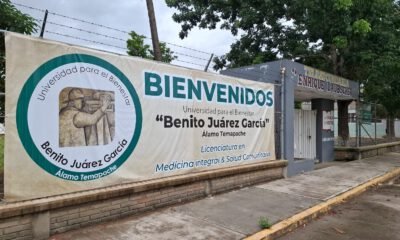 Universidad para el Bienestar
Benito Juárez García
Álamo Temapache
BIENVENIDOS
Universidad para el Bienestar
"Benito Juárez García"
Álamo Temapache
Licenciatura en
Medicina integral & Salud Comunitaria
ENRIQUE